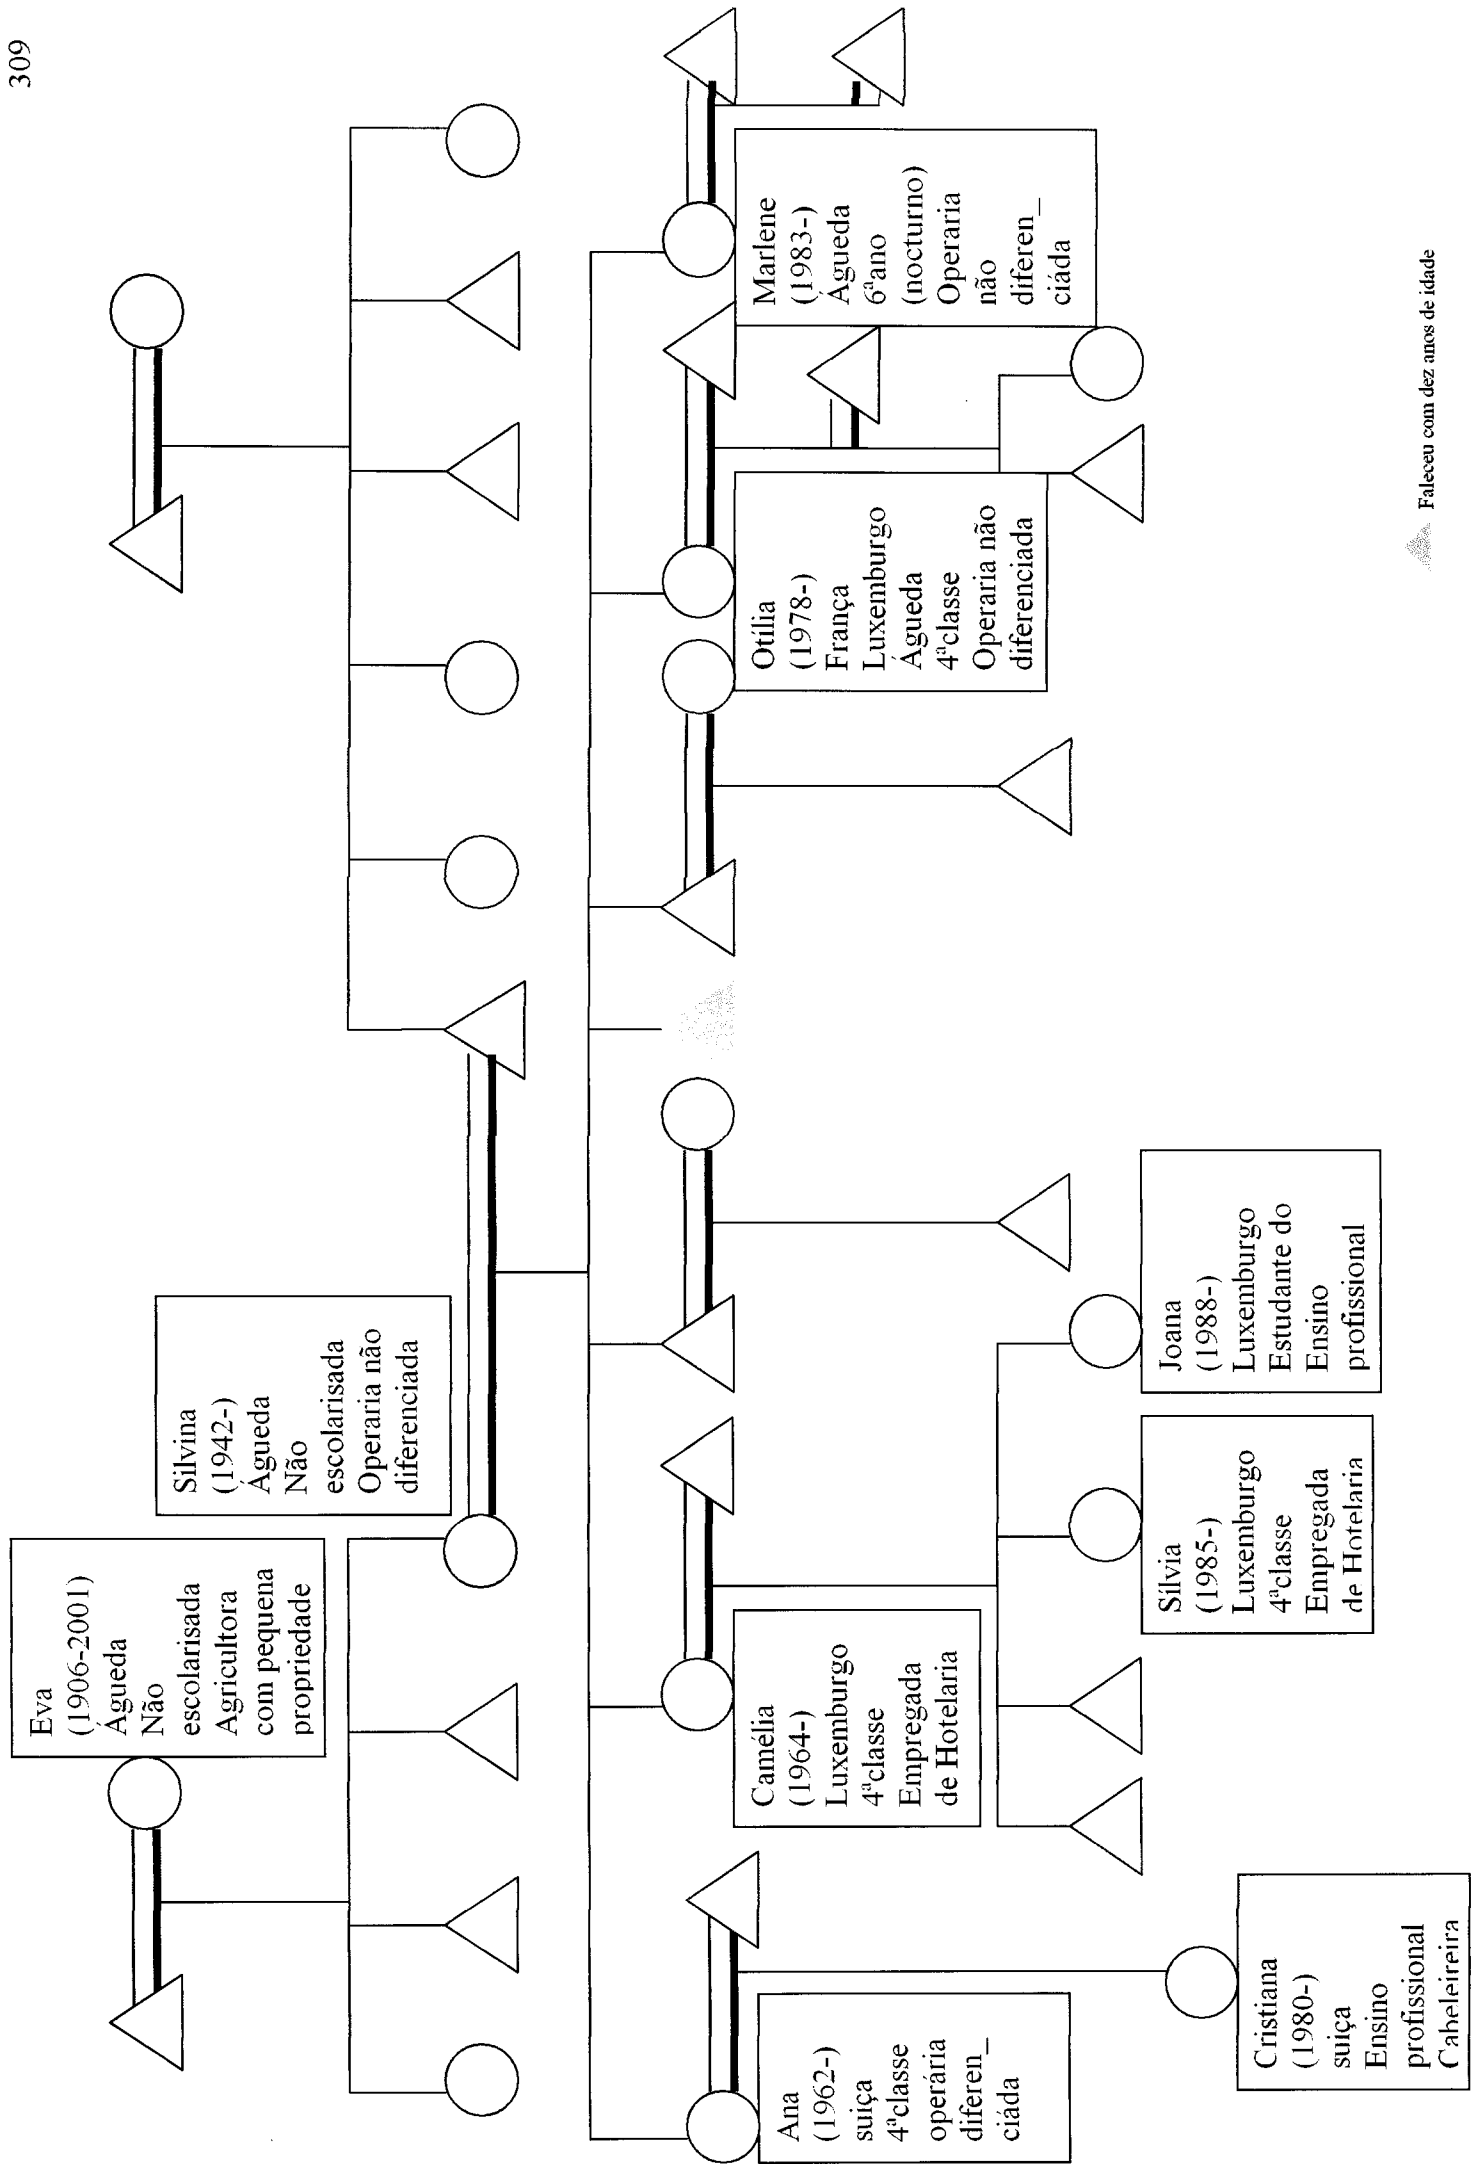 309
Eva
(1906-2001)
Águeda
Não
escolarisada
Agricultora
com pequena
propriedade
Silvina
(1942-)
Águeda
Não
escolarisada
Operaria não
diferenciada
Ana
(1962-)
suiça
4ªclasse
operária
diferen_
ciáda
Camélia
(1964-)
Luxemburgo
4ªclasse
Empregada
de Hotelaria
Otília
(1978-)
França
Luxemburgo
Águeda
4ªclasse
Operaria não
diferenciada
Marlene
(1983-)
Águeda
6ªano
(nocturno)
Operaria
não
diferen_
ciáda
Cristiana
(1980-)
suiça
Ensino
profissional
Cabeleireira
Sílvia
(1985-)
Luxemburgo
4ªclasse
Empregada
de Hotelaria
Joana
(1988-)
Luxemburgo
Estudante do
Ensino
profissional
Faleceu com dez anos de idade